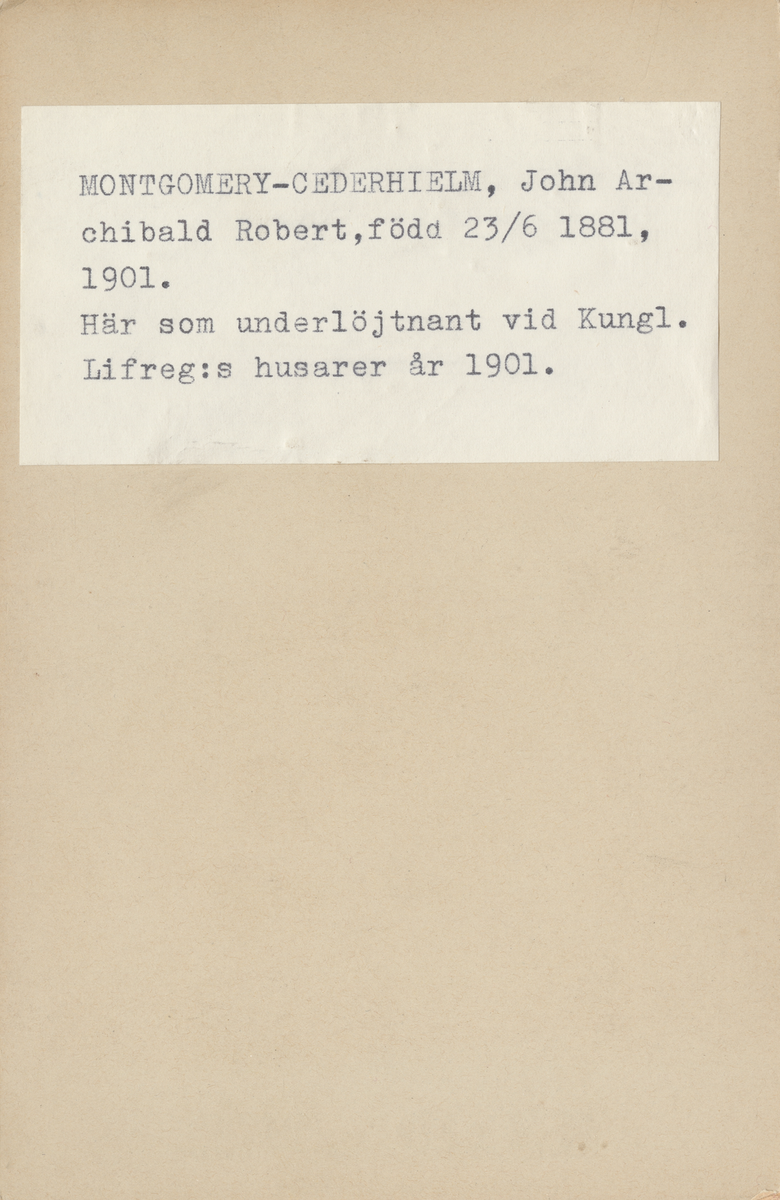 MONTGOMERY-CEDERHIELM, John Ar-
chibald Robert,född 23/6 1881,
1901.
Här som underlöjtnant vid Kungl.
Lifreg:s husarer år 1901.